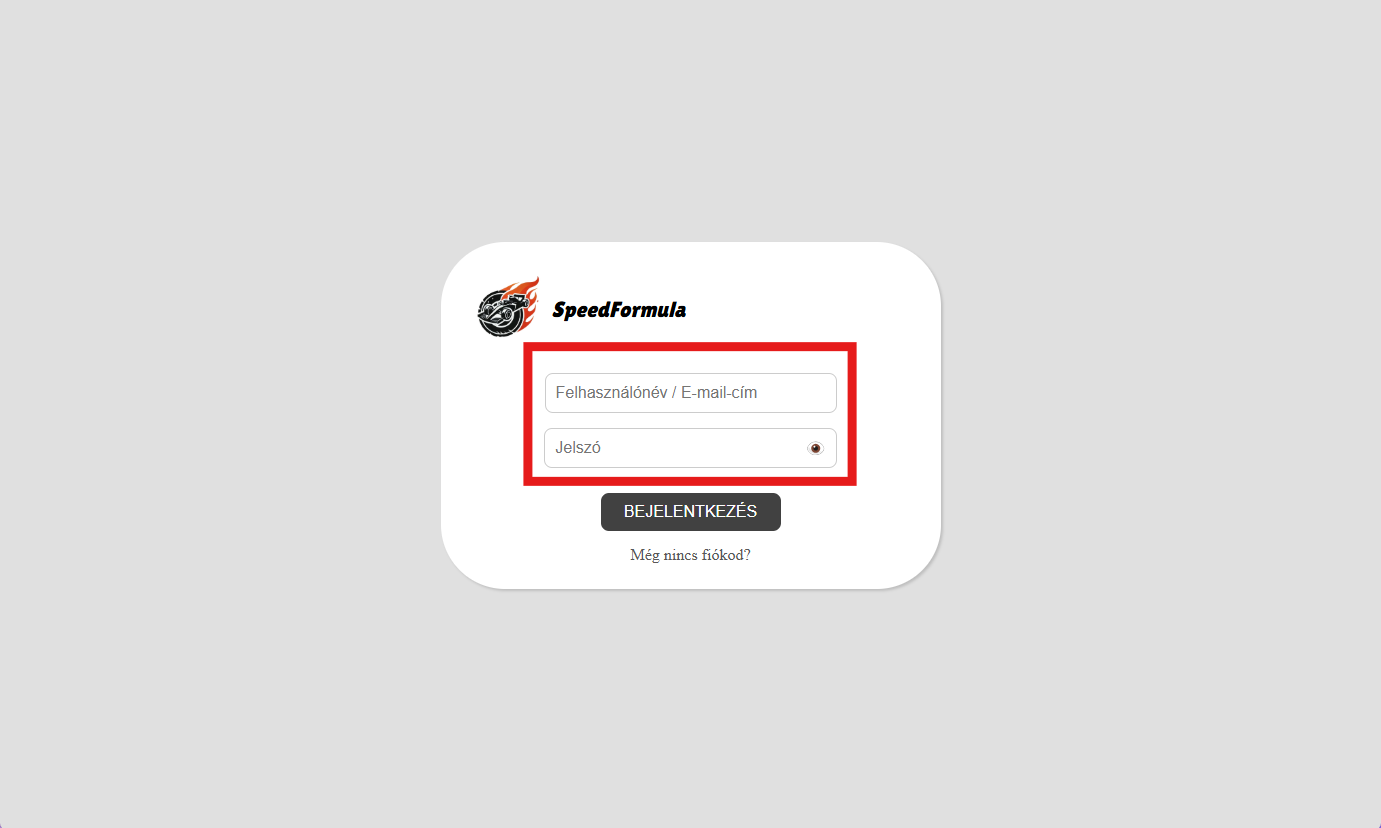 SpeedFormula
Felhasználónév / E-mail-cím
Jelszó
BEJELENTKEZÉS
Még nincs fiókod?